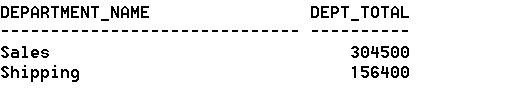 DEPARTMENT_NAME                DEPT_TOTAL
------------------------------ ----------
Sales                              304500
Shipping                           156400